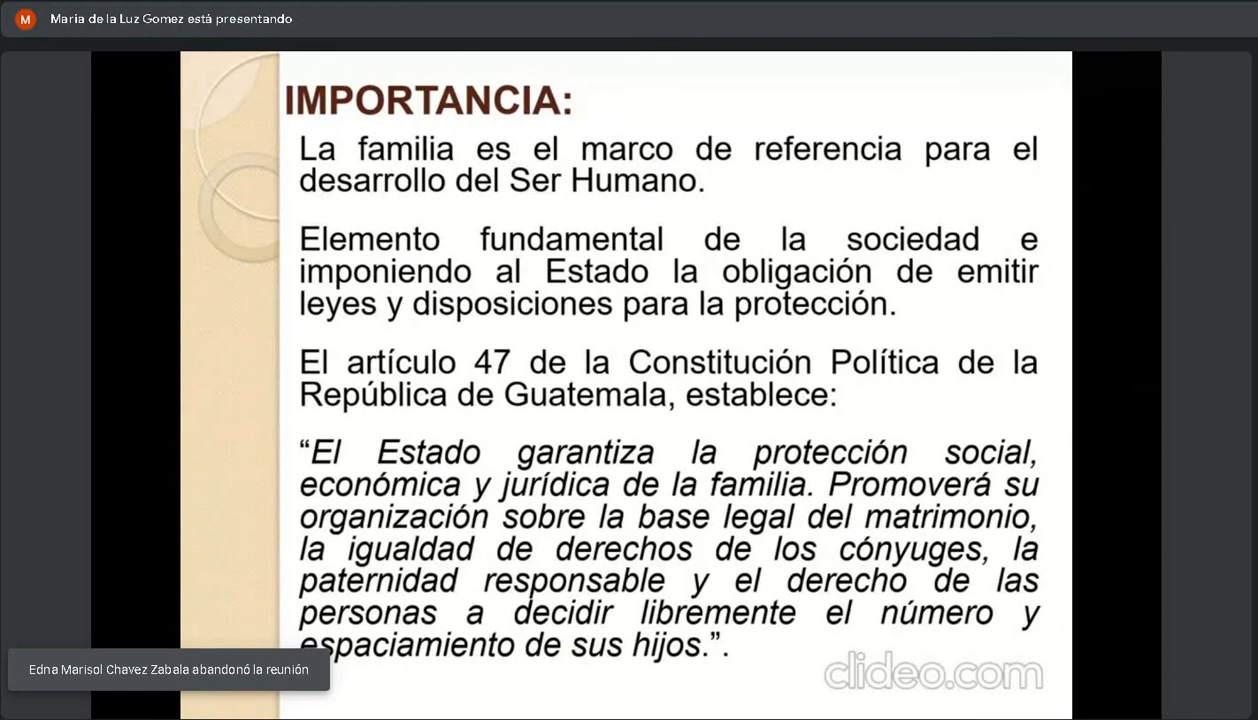 M
Maria de la Luz Gomez está presentando
IMPORTANCIA:
La familia es el marco de referencia para el
desarrollo del Ser Humano.
Elemento fundamental de la sociedad e
imponiendo al Estado la obligación de emitir
leyes y disposiciones para la protección.
El artículo 47 de la Constitución Política de la
República de Guatemala, establece:
“El Estado garantiza la protección social,
económica y jurídica de la familia. Promoverá su
organización sobre la base legal del matrimonio,
la igualdad de derechos de los cónyuges, la
paternidad responsable y el derecho de las
personas a decidir libremente el número y
espaciamiento de sus hijos.”.
Edna Marisol Chavez Zabala abandonó la reunión
clideo.com